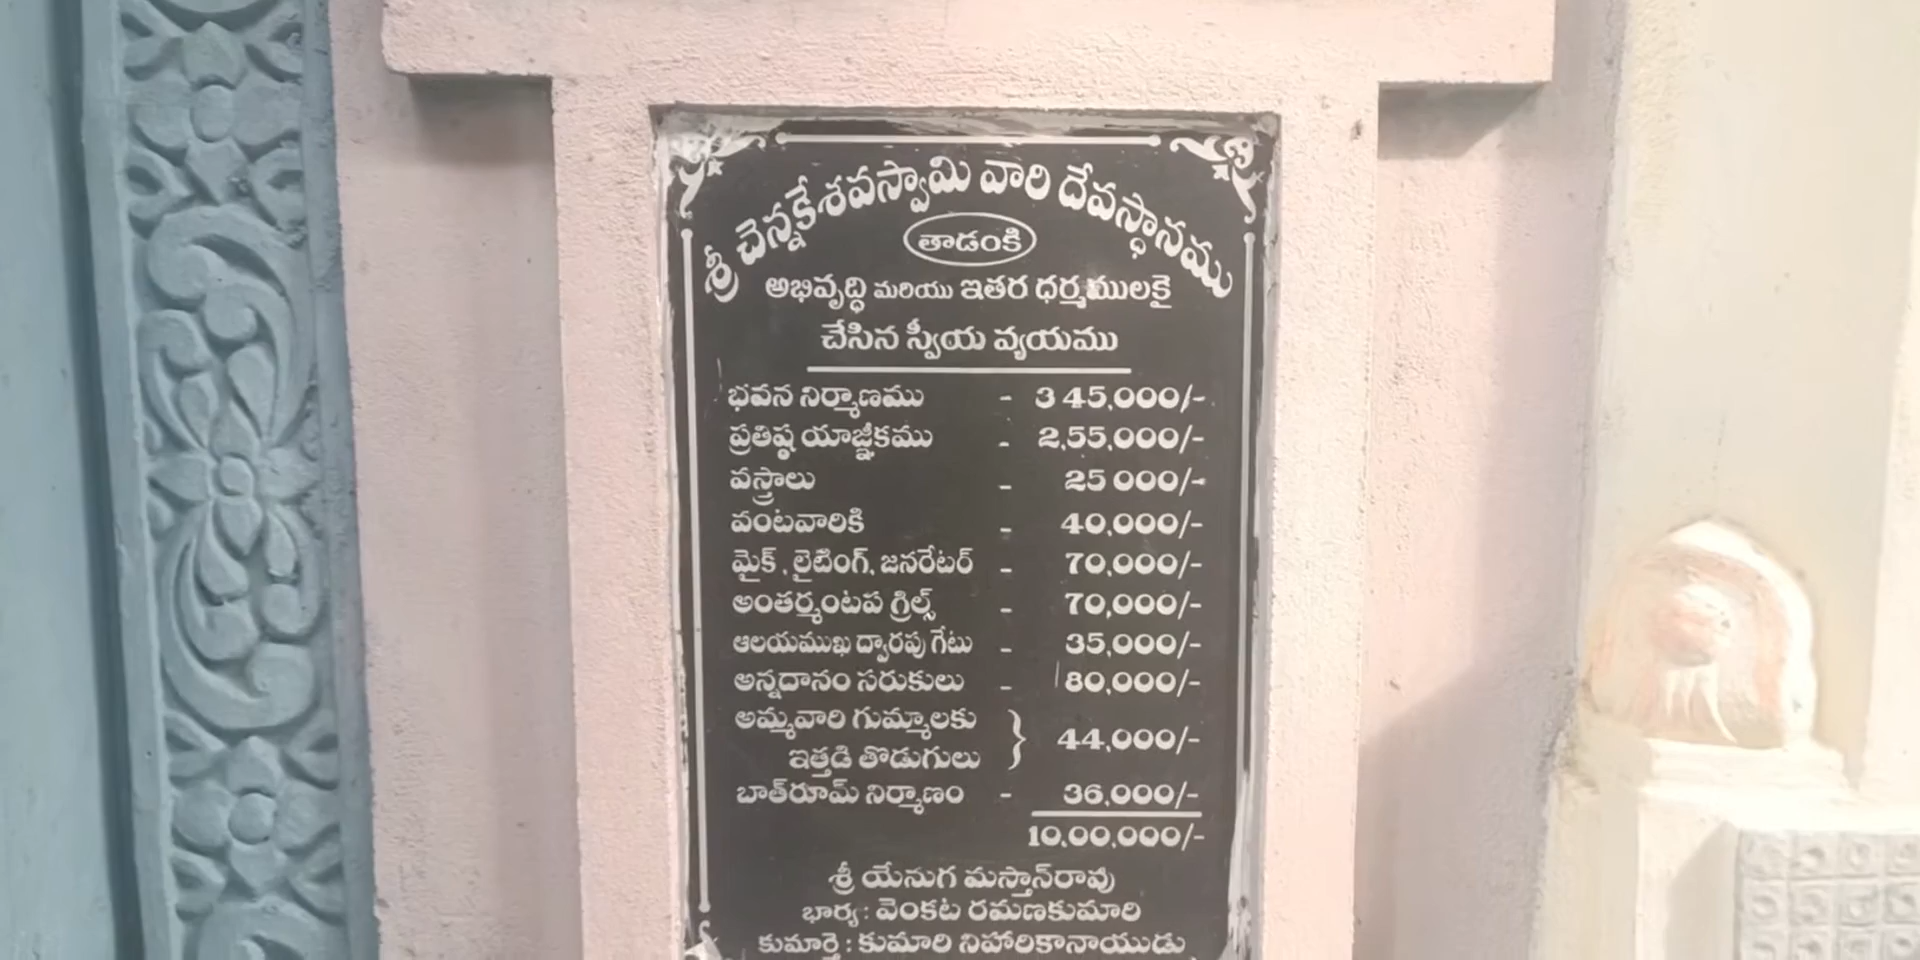 శ్రీ చెన్నకేశవస్వామి వారి దేవస్థానము
తాడంకి
అభివృద్ధి మరియు ఇతర ధర్మములకై
చేసిన స్వీయ వ్యయము
భవన నిర్మాణము - 3 45,000/-
ప్రతిష్ఠ యాజ్ఞీకము - 2,55,000/-
వస్త్రాలు - 25 000/-
వంటవారికి - 40,000/-
మైక్, లైటింగ్, జనరేటర్ - 70,000/-
అంతర్మంటప గ్రిల్స్ - 70,000/-
ఆలయముఖ ద్వారపు గేటు - 35,000/-
అన్నదానం సరుకులు - 80,000/-
అమ్మవారి గుమ్మాలకు
ఇత్తడి తొడుగులు } 44,000/-
బాత్‌రూమ్ నిర్మాణం - 36,000/-
10,00,000/-
శ్రీ యేనుగ మస్తాన్‌రావు
భార్య : వెంకట రమణకుమారి
కుమార్తె : కుమారి నిహారికానాయుడు